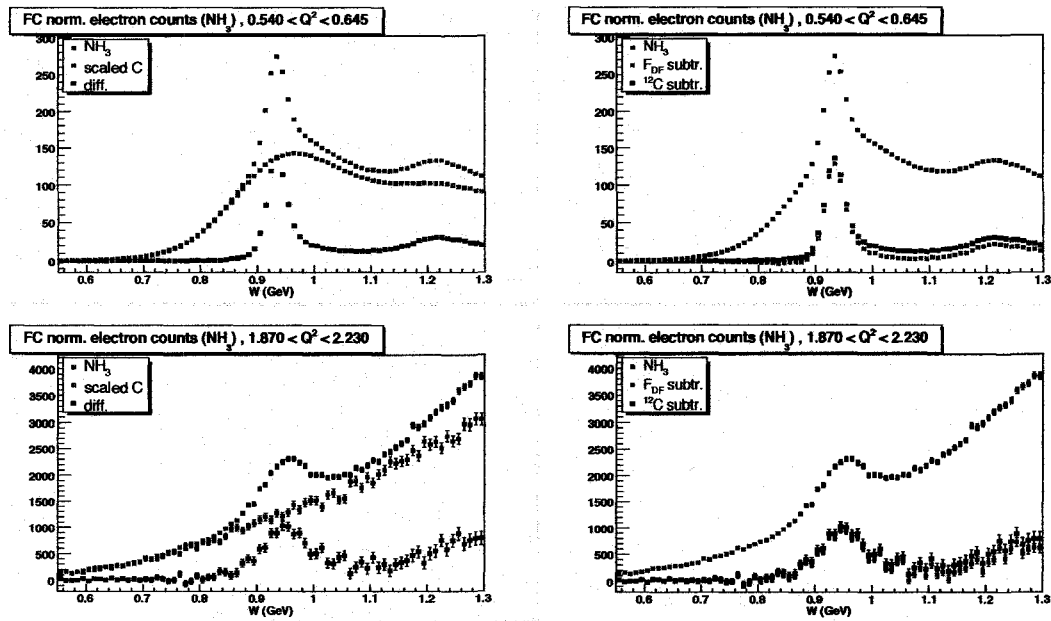 FC norm. electron counts (NH3) , 0.540 < Q² < 0.645
NH3
scaled C
diff.
300
250
200
150
100
50
0
0.6 0.7 0.8 0.9 1 1.1 1.2 1.3
W (GeV)
FC norm. electron counts (NH3) , 0.540 < Q² < 0.645
NH3
FDF subtr.
¹²C subtr.
300
250
200
150
100
50
0
0.6 0.7 0.8 0.9 1 1.1 1.2 1.3
W (GeV)
FC norm. electron counts (NH3) , 1.870 < Q² < 2.230
NH3
scaled C
diff.
4000
3500
3000
2500
2000
1500
1000
500
0
0.6 0.7 0.8 0.9 1 1.1 1.2 1.3
W (GeV)
FC norm. electron counts (NH3) , 1.870 < Q² < 2.230
NH3
FDF subtr.
¹²C subtr.
4000
3500
3000
2500
2000
1500
1000
500
0
0.6 0.7 0.8 0.9 1 1.1 1.2 1.3
W (GeV)